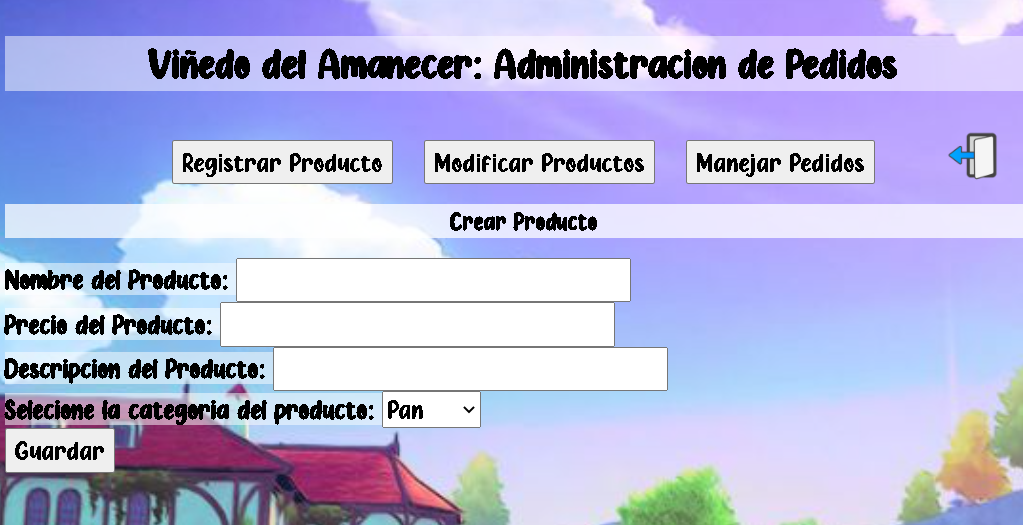 Viñedo del Amanecer: Administracion de Pedidos
Registrar Producto Modificar Productos Manejar Pedidos
Crear Producto
Nombre del Producto:
Precio del Producto:
Descripcion del Producto:
Selecione la categoria del producto: Pan
Guardar